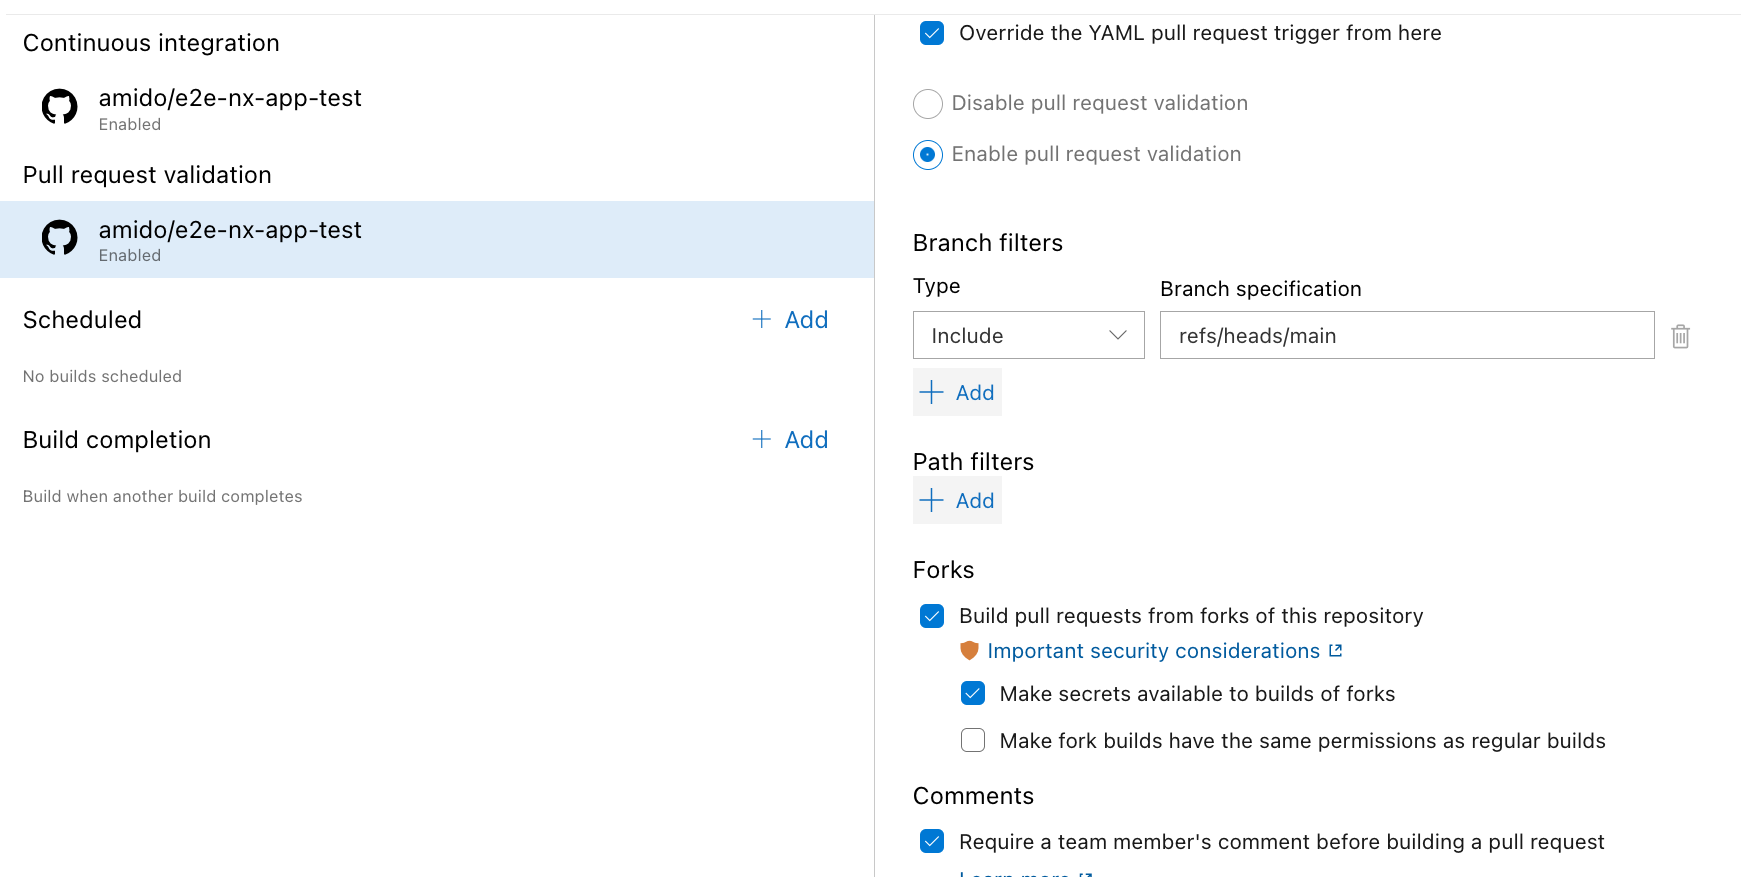 Continuous integration
amido/e2e-nx-app-test
Enabled
Pull request validation
amido/e2e-nx-app-test
Enabled
Scheduled
Add
No builds scheduled
Build completion
Add
Build when another build completes
Override the YAML pull request trigger from here
Disable pull request validation
Enable pull request validation
Branch filters
Type
Branch specification
Include
refs/heads/main
Add
Path filters
Add
Forks
Build pull requests from forks of this repository
Important security considerations
Make secrets available to builds of forks
Make fork builds have the same permissions as regular builds
Comments
Require a team member's comment before building a pull request
Learn more